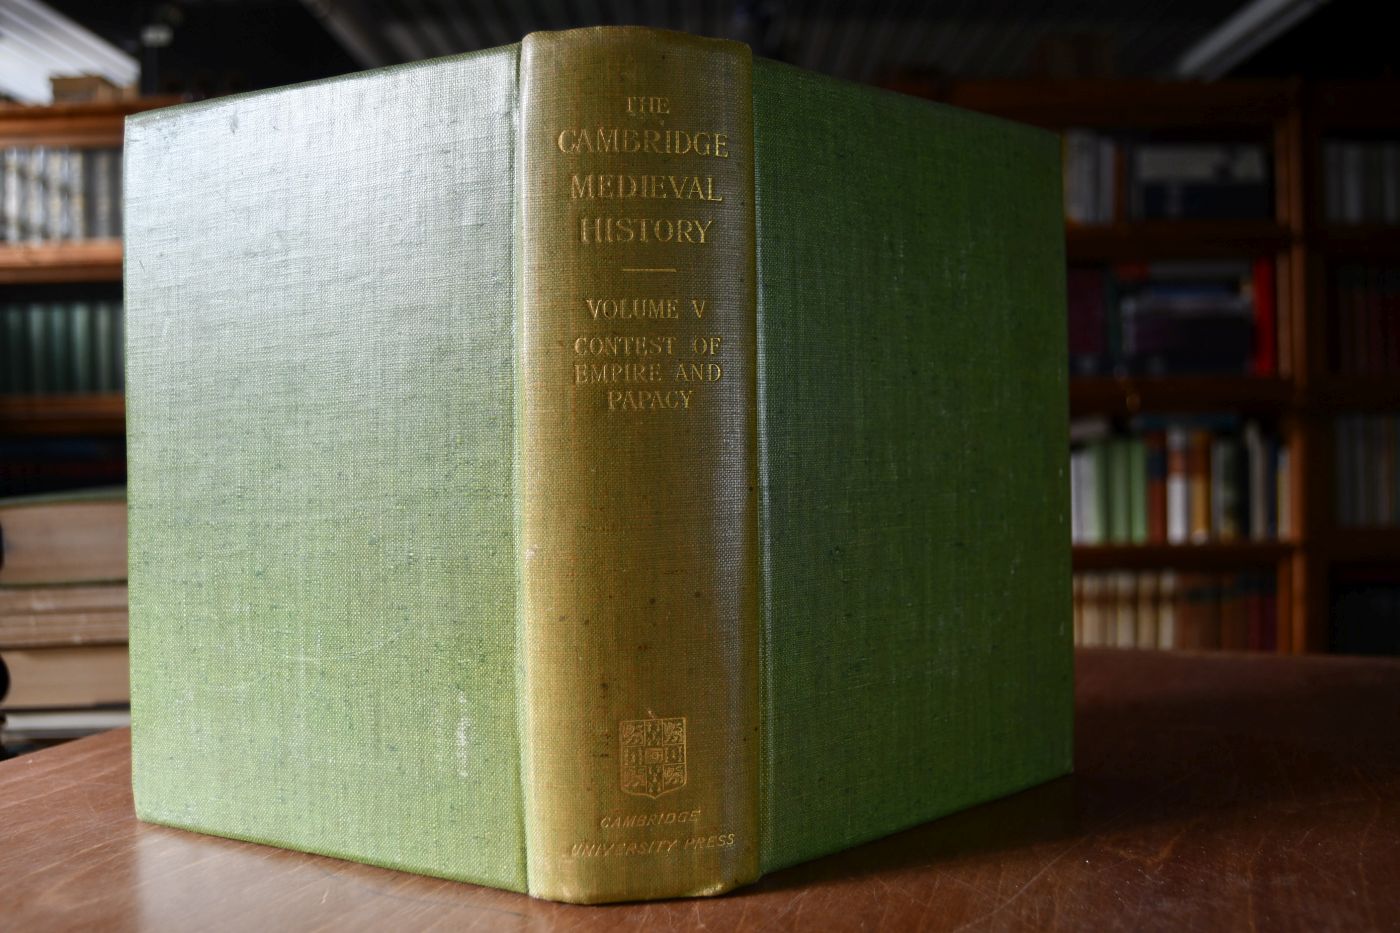 THE
CAMBRIDGE
MEDIEVAL
HISTORY
VOLUME V
CONTEST OF
EMPIRE AND
PAPACY
CAMBRIDGE
UNIVERSITY PRESS